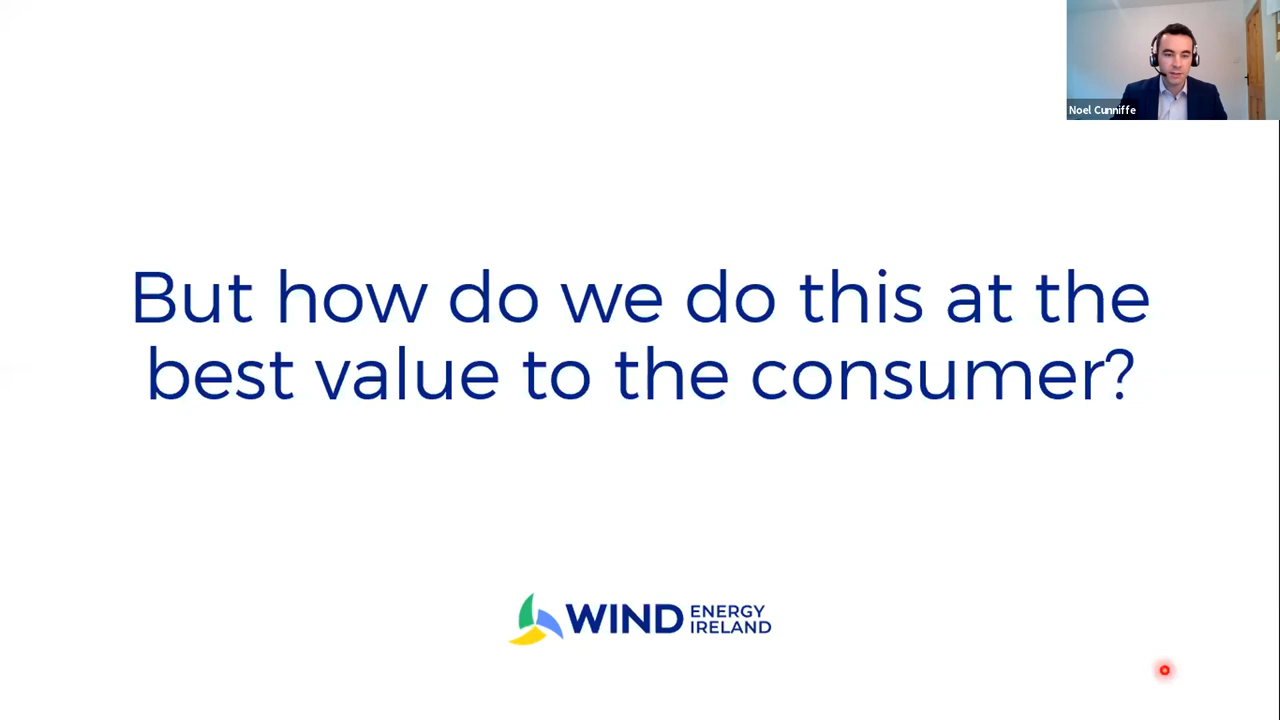 Noel Cunniffe
But how do we do this at the
best value to the consumer?
WIND ENERGY
IRELAND